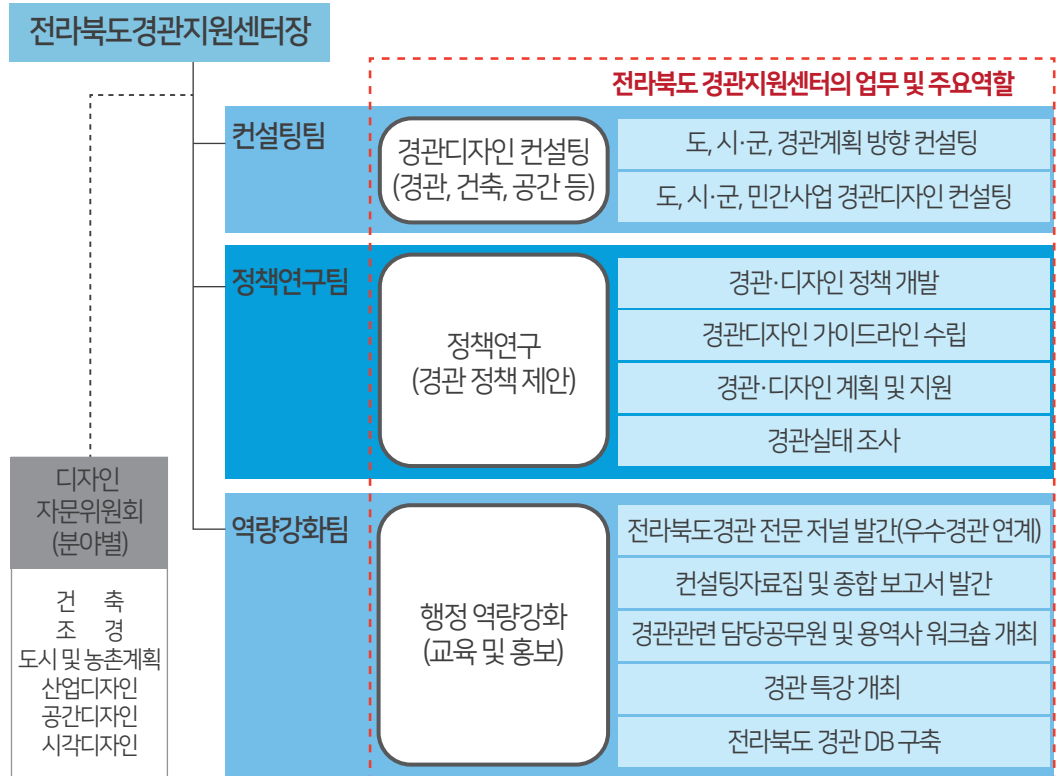 전라북도경관지원센터장
전라북도 경관지원센터의 업무 및 주요역할
컨설팅팀
경관디자인 컨설팅
(경관, 건축, 공간 등)
도, 시·군, 경관계획 방향 컨설팅
도, 시·군, 민간사업 경관디자인 컨설팅
정책연구팀
정책연구
(경관 정책 제안)
경관·디자인 정책 개발
경관디자인 가이드라인 수립
경관·디자인 계획 및 지원
경관실태 조사
역량강화팀
행정 역량강화
(교육 및 홍보)
전라북도경관 전문 저널 발간(우수경관 연계)
컨설팅자료집 및 종합 보고서 발간
경관관련 담당공무원 및 용역사 워크숍 개최
경관 특강 개최
전라북도 경관 DB 구축
디자인
자문위원회
(분야별)
건 축
조 경
도시 및 농촌계획
산업디자인
공간디자인
시각디자인